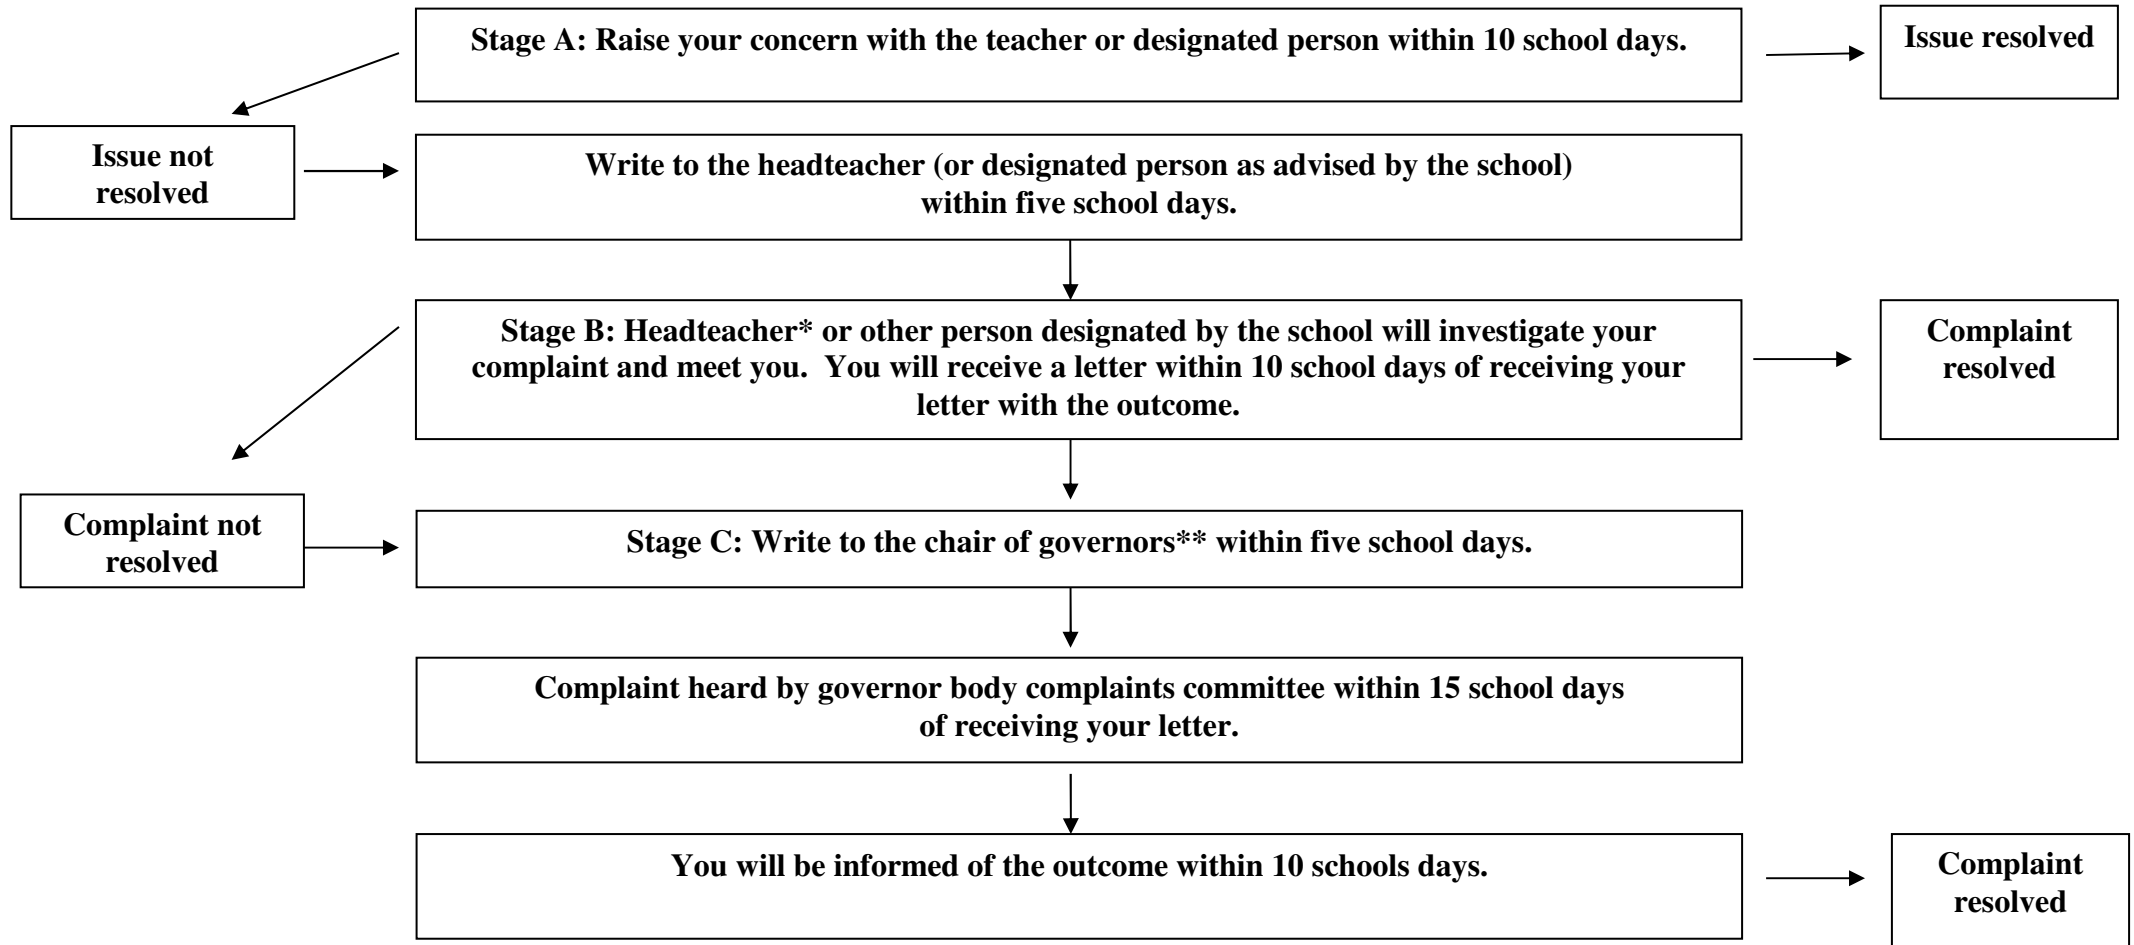 Stage A: Raise your concern with the teacher or designated person within 10 school days.
Issue resolved
Issue not
resolved
Write to the headteacher (or designated person as advised by the school)
within five school days.
Stage B: Headteacher* or other person designated by the school will investigate your
complaint and meet you.  You will receive a letter within 10 school days of receiving your
letter with the outcome.
Complaint
resolved
Complaint not
resolved
Stage C: Write to the chair of governors** within five school days.
Complaint heard by governor body complaints committee within 15 school days
of receiving your letter.
You will be informed of the outcome within 10 schools days.
Complaint
resolved